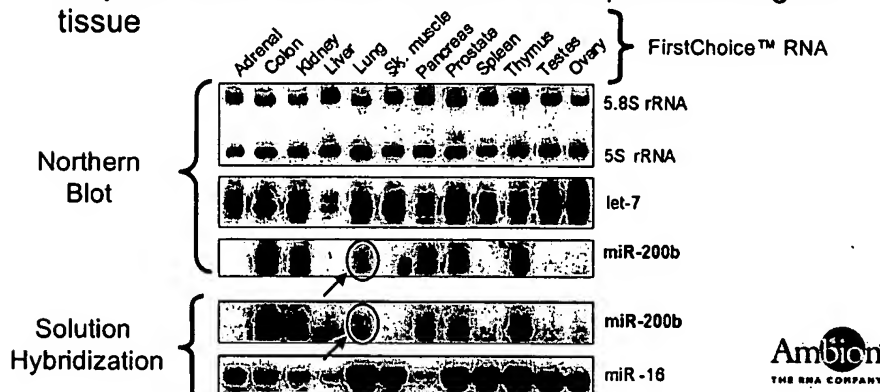 tissue
Adrenal Colon Kidney Liver Lung Sk. muscle Pancreas Prostate Spleen Thymus Testes Ovary
FirstChoice™ RNA
5.8S rRNA
5S rRNA
Northern
Blot
let-7
miR-200b
Solution
Hybridization
miR-200b
miR-16
Ambion
THE RNA COMPANY